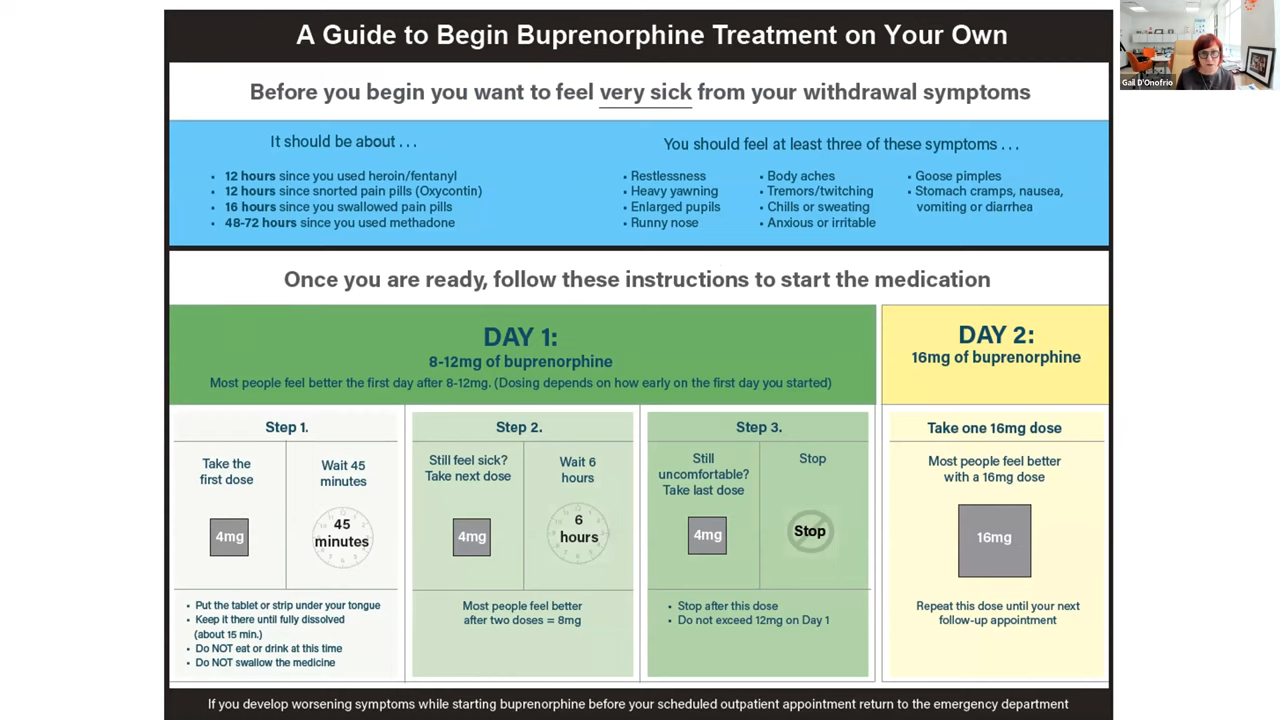 A Guide to Begin Buprenorphine Treatment on Your Own
Gail D'Onofrio
Before you begin you want to feel very sick from your withdrawal symptoms
It should be about . . .
12 hours since you used heroin/fentanyl
12 hours since snorted pain pills (Oxycontin)
16 hours since you swallowed pain pills
48-72 hours since you used methadone
You should feel at least three of these symptoms . . .
Restlessness
Heavy yawning
Enlarged pupils
Runny nose
Body aches
Tremors/twitching
Chills or sweating
Anxious or irritable
Goose pimples
Stomach cramps, nausea,
vomiting or diarrhea
Once you are ready, follow these instructions to start the medication
DAY 1:
8-12mg of buprenorphine
Most people feel better the first day after 8-12mg. (Dosing depends on how early on the first day you started)
Step 1.
Take the
first dose
4mg
Wait 45
minutes
45
minutes
Put the tablet or strip under your tongue
Keep it there until fully dissolved
(about 15 min.)
Do NOT eat or drink at this time
Do NOT swallow the medicine
Step 2.
Still feel sick?
Take next dose
4mg
Wait 6
hours
6
hours
Most people feel better
after two doses = 8mg
Step 3.
Still
uncomfortable?
Take last dose
4mg
Stop
Stop
Stop after this dose
Do not exceed 12mg on Day 1
DAY 2:
16mg of buprenorphine
Take one 16mg dose
Most people feel better
with a 16mg dose
16mg
Repeat this dose until your next
follow-up appointment
If you develop worsening symptoms while starting buprenorphine before your scheduled outpatient appointment return to the emergency department